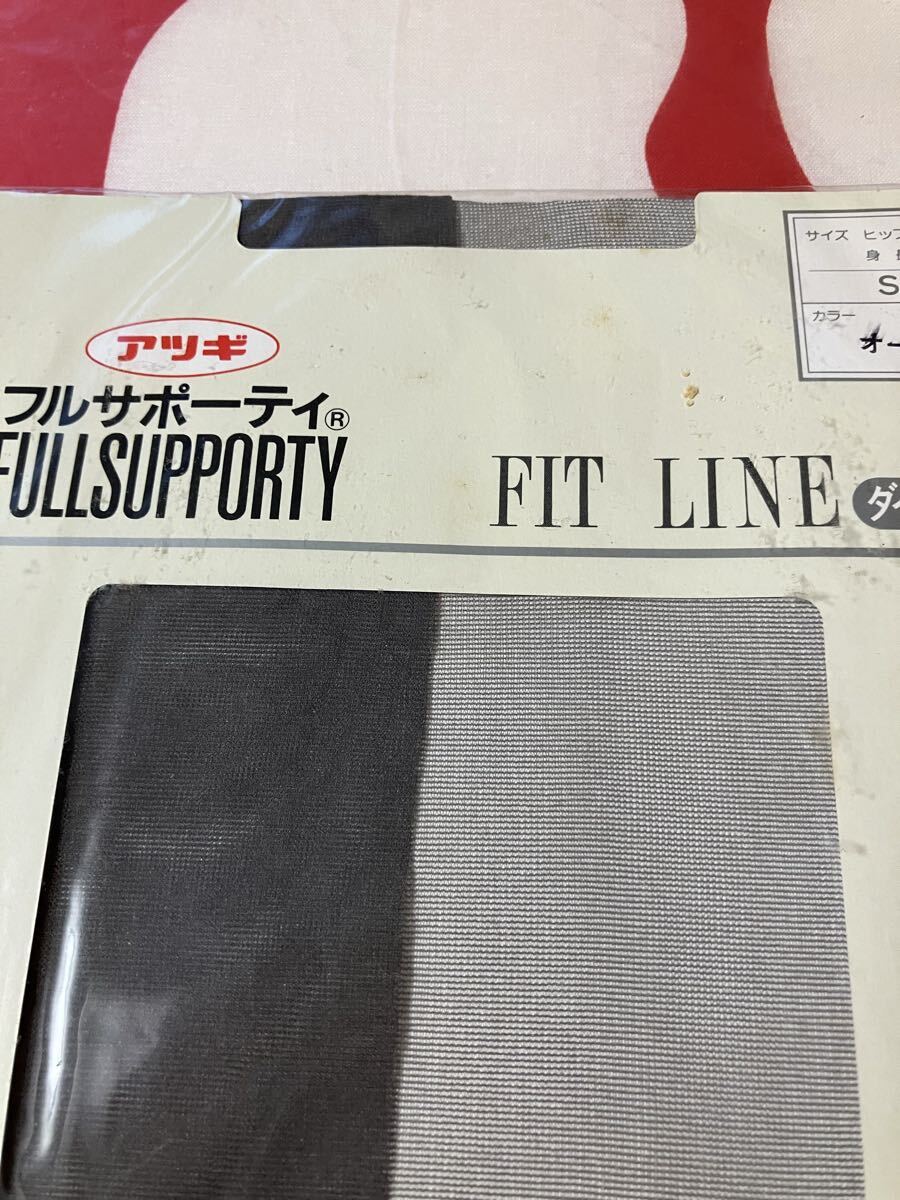 サイズ ヒップ
身
S
カラー
オー
アツギ
フルサポーティ®
FULLSUPPORTY
FIT LINE
ダイ